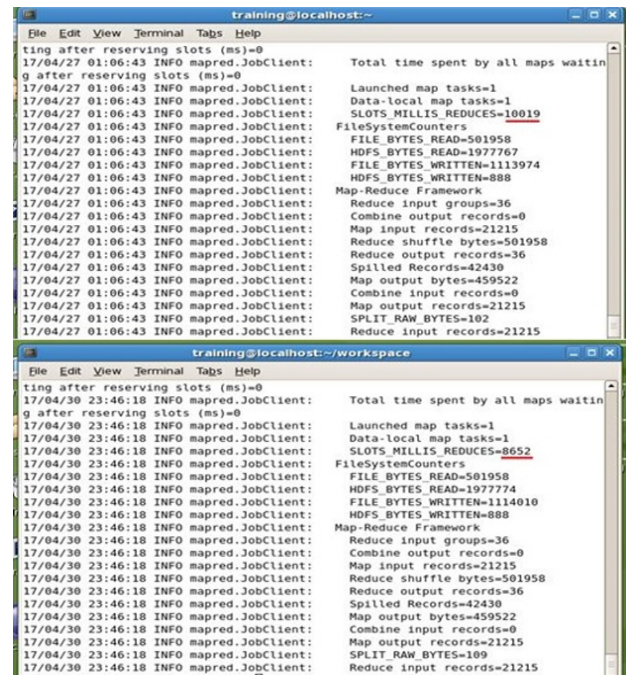 training@localhost:~
File Edit View Terminal Tabs Help
ting after reserving slots (ms)=0
17/04/27 01:06:43 INFO mapred.JobClient: Total time spent by all maps waitin
g after reserving slots (ms)=0
17/04/27 01:06:43 INFO mapred.JobClient: Launched map tasks=1
17/04/27 01:06:43 INFO mapred.JobClient: Data-local map tasks=1
17/04/27 01:06:43 INFO mapred.JobClient: SLOTS_MILLIS_REDUCES=10019
17/04/27 01:06:43 INFO mapred.JobClient: FileSystemCounters
17/04/27 01:06:43 INFO mapred.JobClient: FILE_BYTES_READ=501958
17/04/27 01:06:43 INFO mapred.JobClient: HDFS_BYTES_READ=1977767
17/04/27 01:06:43 INFO mapred.JobClient: FILE_BYTES_WRITTEN=1113974
17/04/27 01:06:43 INFO mapred.JobClient: HDFS_BYTES_WRITTEN=888
17/04/27 01:06:43 INFO mapred.JobClient: Map-Reduce Framework
17/04/27 01:06:43 INFO mapred.JobClient: Reduce input groups=36
17/04/27 01:06:43 INFO mapred.JobClient: Combine output records=0
17/04/27 01:06:43 INFO mapred.JobClient: Map input records=21215
17/04/27 01:06:43 INFO mapred.JobClient: Reduce shuffle bytes=501958
17/04/27 01:06:43 INFO mapred.JobClient: Reduce output records=36
17/04/27 01:06:43 INFO mapred.JobClient: Spilled Records=42430
17/04/27 01:06:43 INFO mapred.JobClient: Map output bytes=459522
17/04/27 01:06:43 INFO mapred.JobClient: Combine input records=0
17/04/27 01:06:43 INFO mapred.JobClient: Map output records=21215
17/04/27 01:06:43 INFO mapred.JobClient: SPLIT_RAW_BYTES=102
17/04/27 01:06:43 INFO mapred.JobClient: Reduce input records=21215
training@localhost:~/workspace
File Edit View Terminal Tabs Help
ting after reserving slots (ms)=0
17/04/30 23:46:18 INFO mapred.JobClient: Total time spent by all maps waitin
g after reserving slots (ms)=0
17/04/30 23:46:18 INFO mapred.JobClient: Launched map tasks=1
17/04/30 23:46:18 INFO mapred.JobClient: Data-local map tasks=1
17/04/30 23:46:18 INFO mapred.JobClient: SLOTS_MILLIS_REDUCES=8652
17/04/30 23:46:18 INFO mapred.JobClient: FileSystemCounters
17/04/30 23:46:18 INFO mapred.JobClient: FILE_BYTES_READ=501958
17/04/30 23:46:18 INFO mapred.JobClient: HDFS_BYTES_READ=1977774
17/04/30 23:46:18 INFO mapred.JobClient: FILE_BYTES_WRITTEN=1114010
17/04/30 23:46:18 INFO mapred.JobClient: HDFS_BYTES_WRITTEN=888
17/04/30 23:46:18 INFO mapred.JobClient: Map-Reduce Framework
17/04/30 23:46:18 INFO mapred.JobClient: Reduce input groups=36
17/04/30 23:46:18 INFO mapred.JobClient: Combine output records=0
17/04/30 23:46:18 INFO mapred.JobClient: Map input records=21215
17/04/30 23:46:18 INFO mapred.JobClient: Reduce shuffle bytes=501958
17/04/30 23:46:18 INFO mapred.JobClient: Reduce output records=36
17/04/30 23:46:18 INFO mapred.JobClient: Spilled Records=42430
17/04/30 23:46:18 INFO mapred.JobClient: Map output bytes=459522
17/04/30 23:46:18 INFO mapred.JobClient: Combine input records=0
17/04/30 23:46:18 INFO mapred.JobClient: Map output records=21215
17/04/30 23:46:18 INFO mapred.JobClient: SPLIT_RAW_BYTES=109
17/04/30 23:46:18 INFO mapred.JobClient: Reduce input records=21215